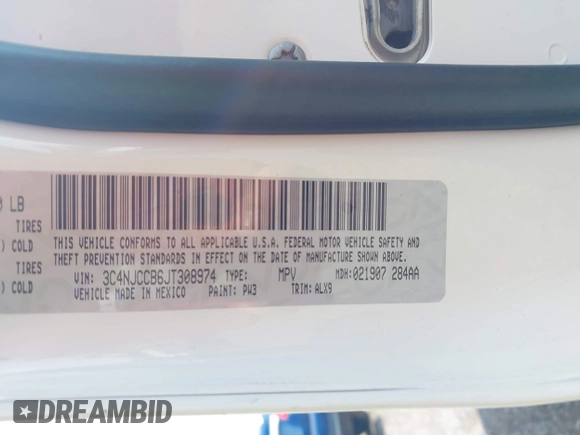 0 LB
TIRES
) COLD
TIRES
) COLD
THIS VEHICLE CONFORMS TO ALL APPLICABLE U.S.A. FEDERAL MOTOR VEHICLE SAFETY, BUMPER, AND
THEFT PREVENTION STANDARDS IN EFFECT ON THE DATE OF MANUFACTURE SHOWN ABOVE.
VIN: 3C4NJCCB6JT308974 TYPE: MPV MDH: 021907 284AA
VEHICLE MADE IN MEXICO PAINT: PW3 TRIM: ALX9
DREAMBID